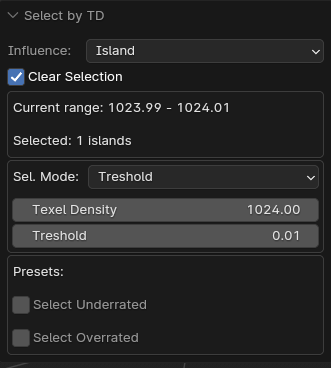 Select by TD
Influence: Island
Clear Selection
Current range: 1023.99 - 1024.01
Selected: 1 islands
Sel. Mode: Treshold
Texel Density 1024.00
Treshold 0.01
Presets:
Select Underrated
Select Overrated